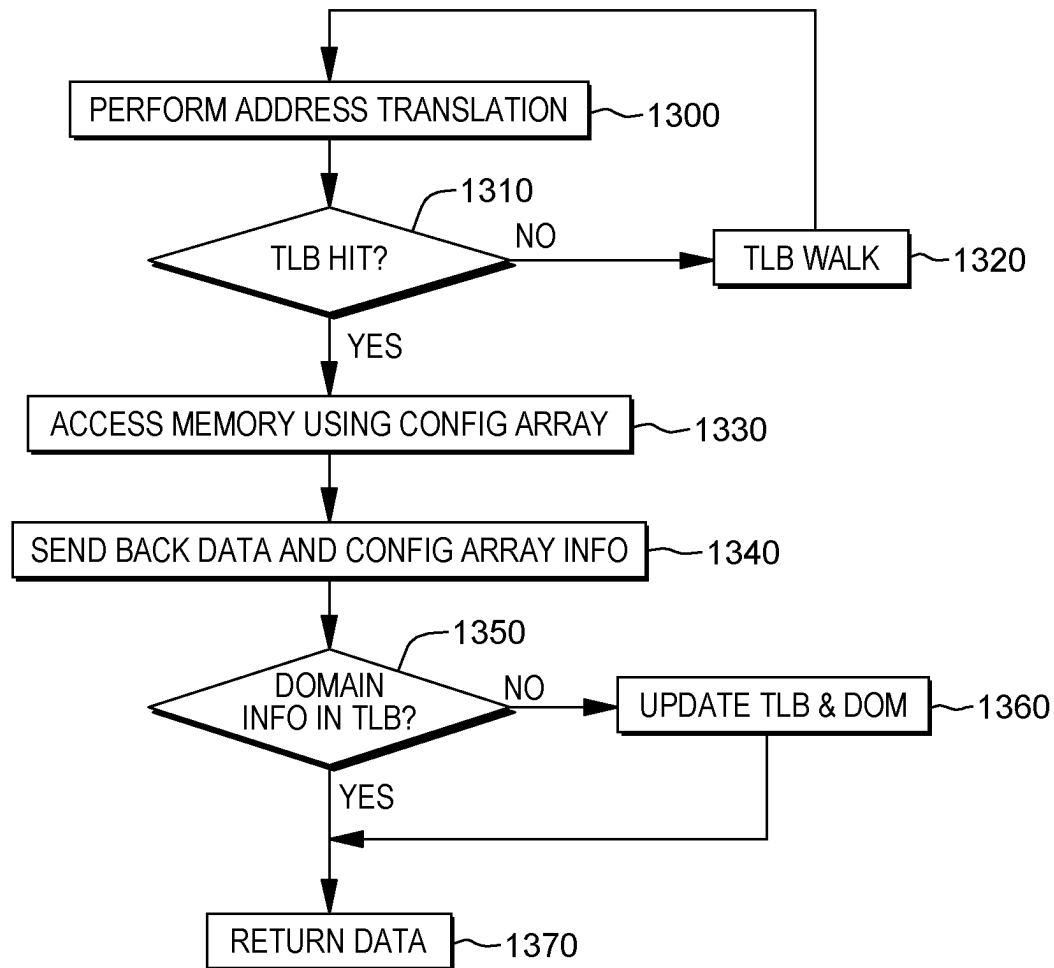 PERFORM ADDRESS TRANSLATION
1300
1310
TLB HIT?
NO
TLB WALK
1320
YES
ACCESS MEMORY USING CONFIG ARRAY
1330
SEND BACK DATA AND CONFIG ARRAY INFO
1340
1350
DOMAIN
INFO IN TLB?
NO
UPDATE TLB & DOM
1360
YES
RETURN DATA
1370